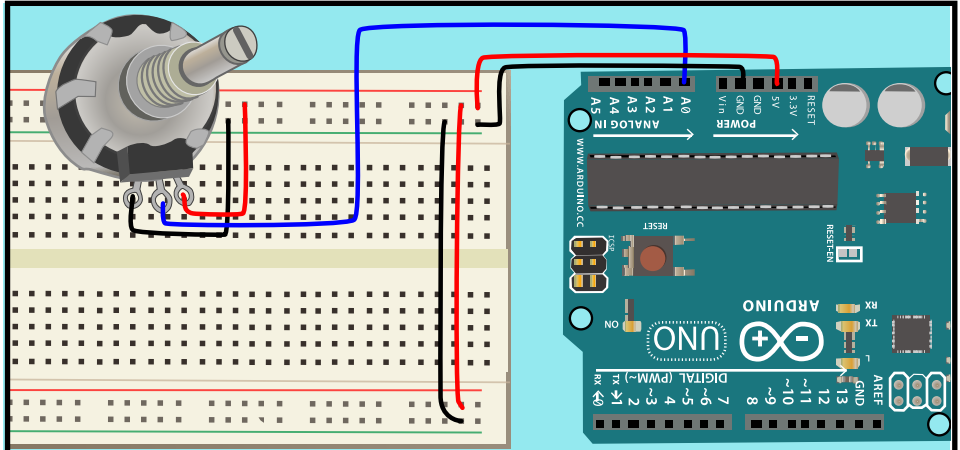 A5
A4
A3
A2
A1
A0
ANALOG IN
Vin
GND
GND
5V
3.3V
RESET
POWER
WWW.ARDUINO.CC
RESET
ICSP
RESET-EN
ON
UNO
ARDUINO
RX
TX
L
DIGITAL (PWM~)
RX
TX
0
1
2
~3
4
~5
~6
7
8
~9
~10
~11
12
13
GND
AREF